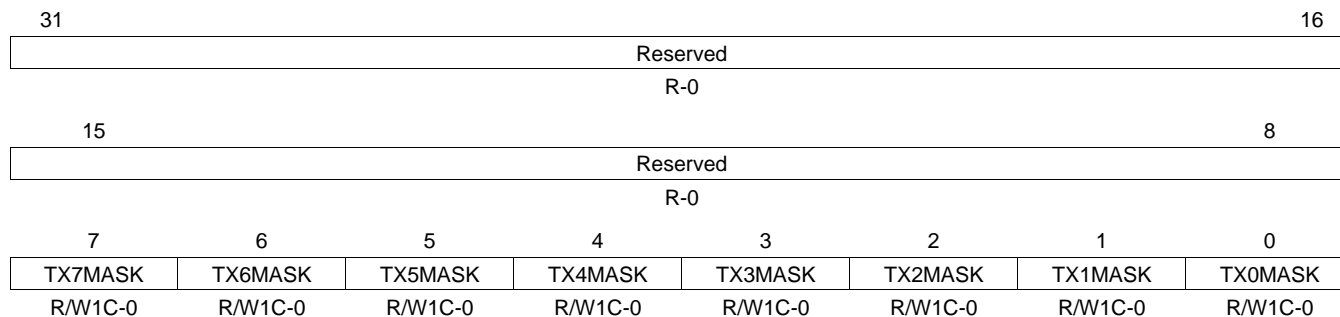 31 16
Reserved
R-0
15 8
Reserved
R-0
7 6 5 4 3 2 1 0
TX7MASK TX6MASK TX5MASK TX4MASK TX3MASK TX2MASK TX1MASK TX0MASK
R/W1C-0 R/W1C-0 R/W1C-0 R/W1C-0 R/W1C-0 R/W1C-0 R/W1C-0 R/W1C-0